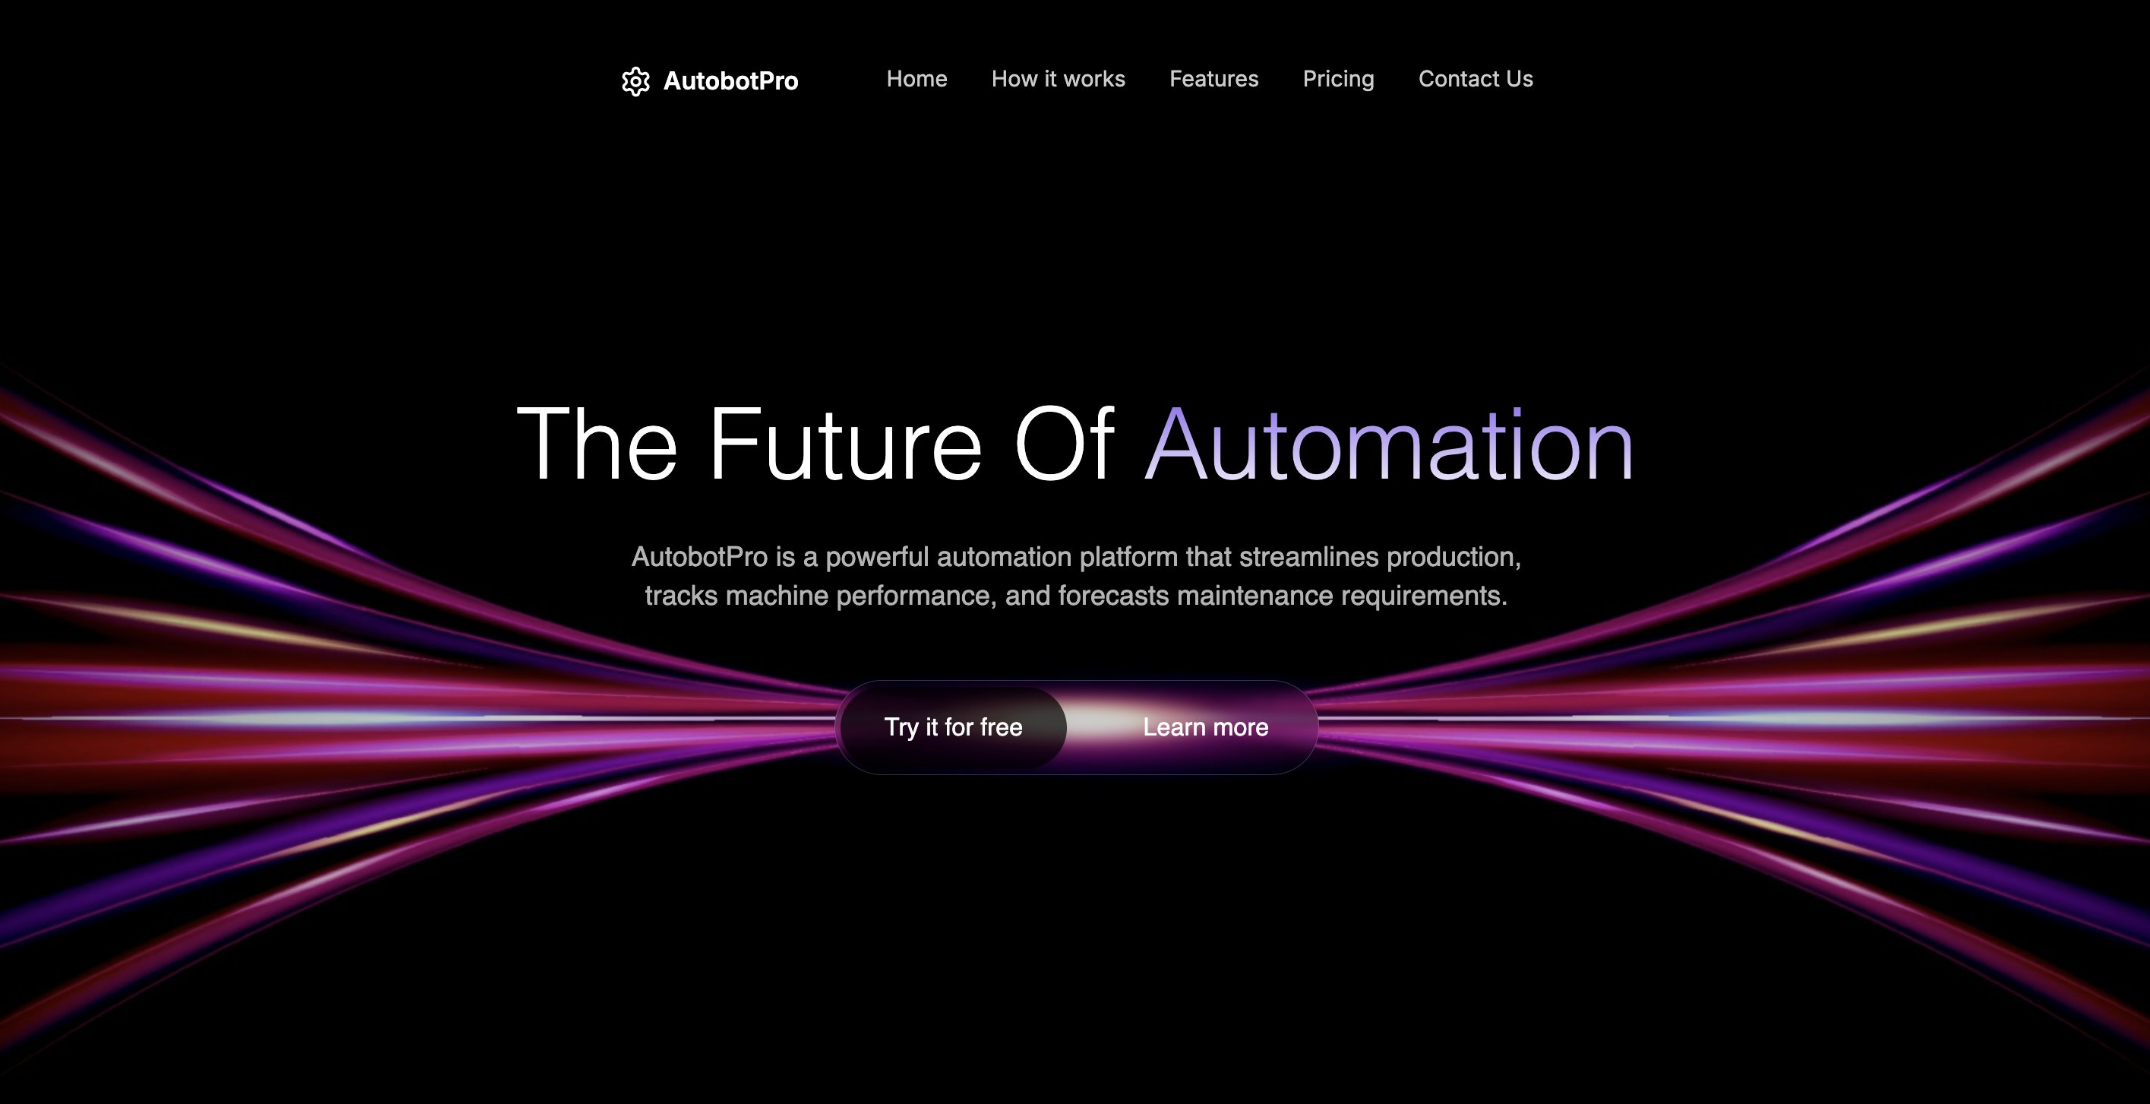 AutobotPro
Home
How it works
Features
Pricing
Contact Us
The Future Of Automation
AutobotPro is a powerful automation platform that streamlines production,
tracks machine performance, and forecasts maintenance requirements.
Try it for free
Learn more